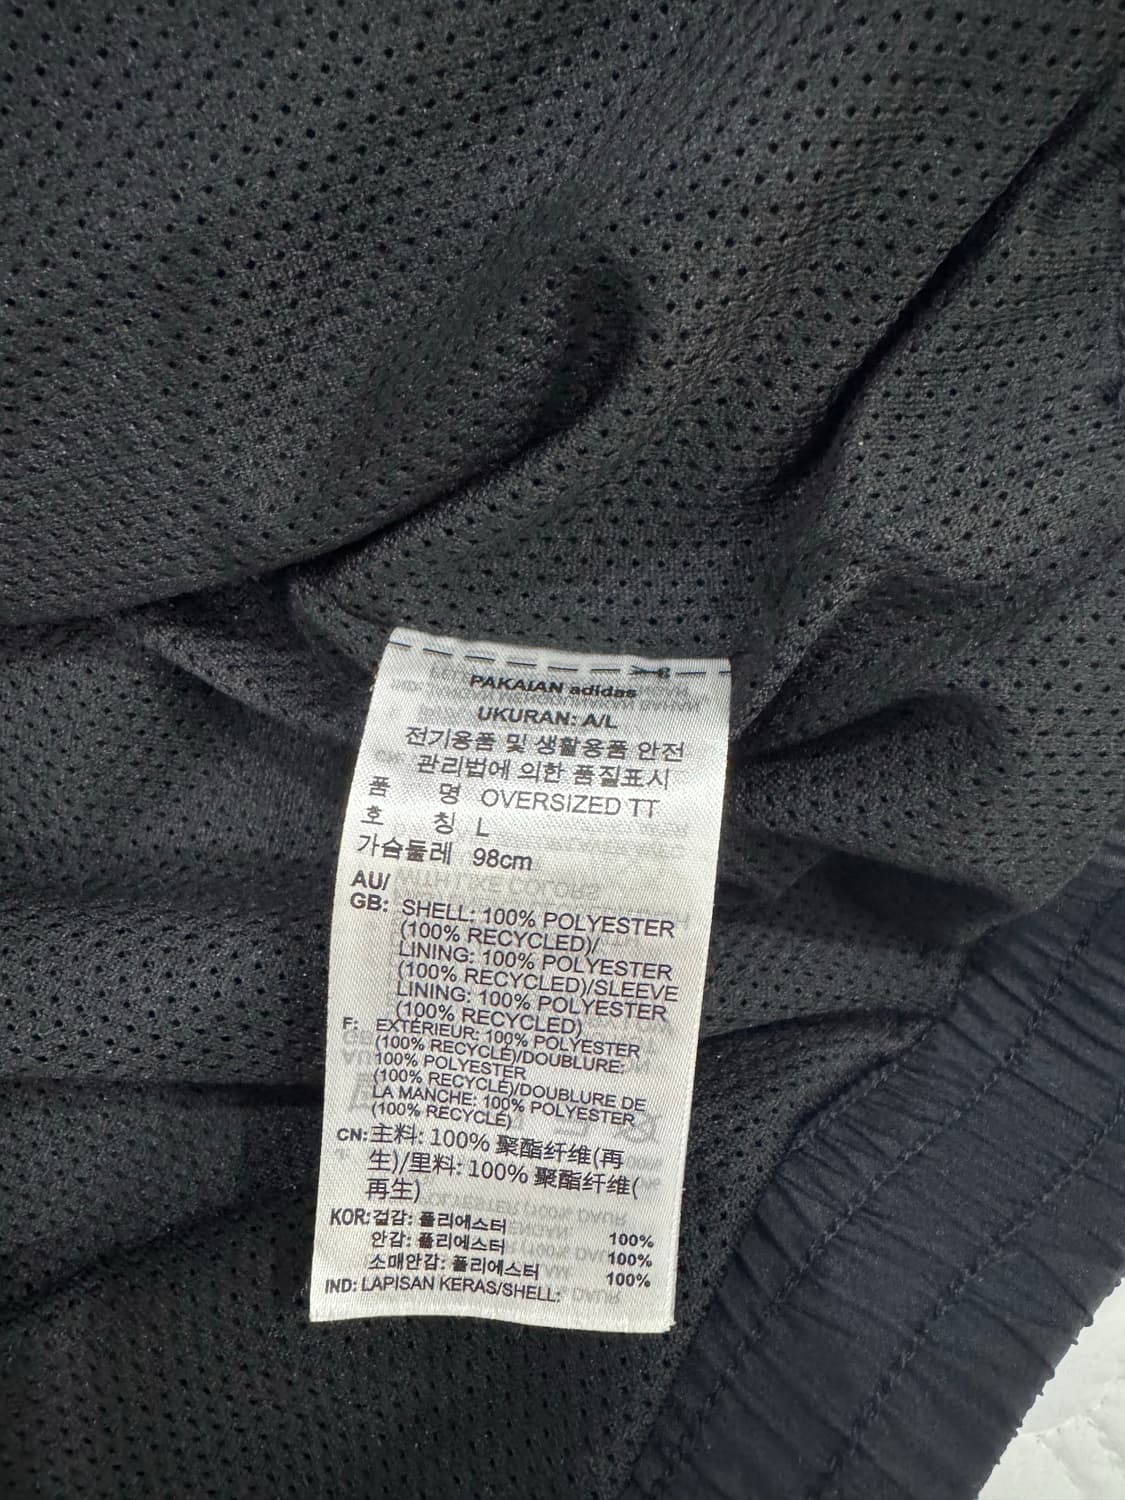 PAKAIAN adidas
UKURAN: A/L
전기용품 및 생활용품 안전
관리법에 의한 품질표시
품 명 OVERSIZED TT
호 칭 L
가슴둘레 98cm
AU/
GB: SHELL: 100% POLYESTER
(100% RECYCLED)/
LINING: 100% POLYESTER
(100% RECYCLED)/SLEEVE
LINING: 100% POLYESTER
(100% RECYCLED)
F: EXTÉRIEUR: 100% POLYESTER
(100% RECYCLÉ)/DOUBLURE:
100% POLYESTER
(100% RECYCLÉ)/DOUBLURE DE
LA MANCHE: 100% POLYESTER
(100% RECYCLÉ)
CN: 主料: 100% 聚酯纤维(再
生)/里料: 100% 聚酯纤维(
再生)
KOR: 겉감: 폴리에스터 100%
안감: 폴리에스터 100%
소매안감: 폴리에스터 100%
IND: LAPISAN KERAS/SHELL: